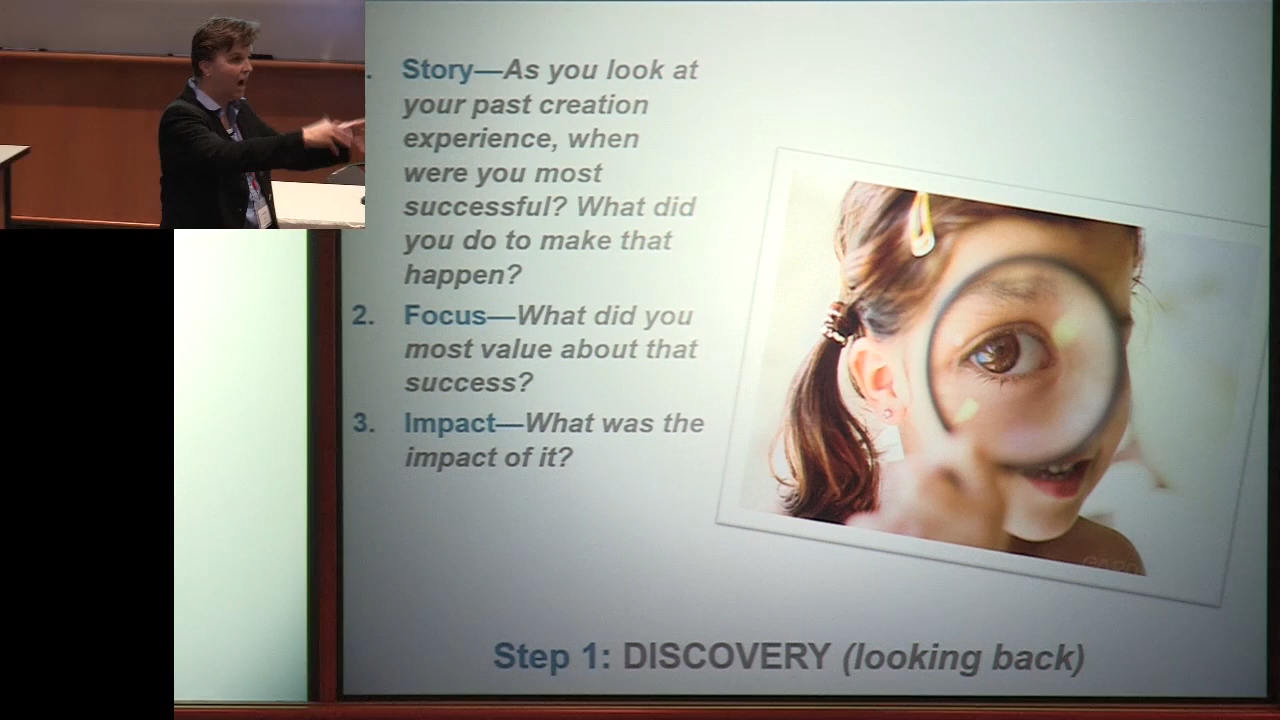 . Story—As you look at
your past creation
experience, when
were you most
successful? What did
you do to make that
happen?
2. Focus—What did you
most value about that
success?
3. Impact—What was the
impact of it?
Step 1: DISCOVERY (looking back)